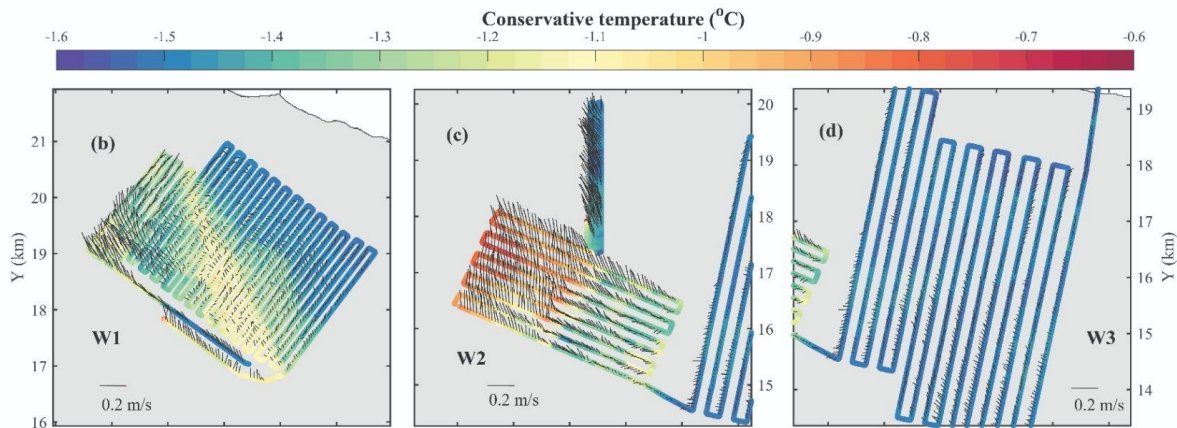 Conservative temperature (°C)
-1.6 -1.5 -1.4 -1.3 -1.2 -1.1 -1 -0.9 -0.8 -0.7 -0.6
(b)
21
20
19
18
17
16
Y (km)
W1
0.2 m/s
(c)
20
19
18
17
16
15
W2
0.2 m/s
(d)
19
18
17
16
15
14
Y (km)
W3
0.2 m/s